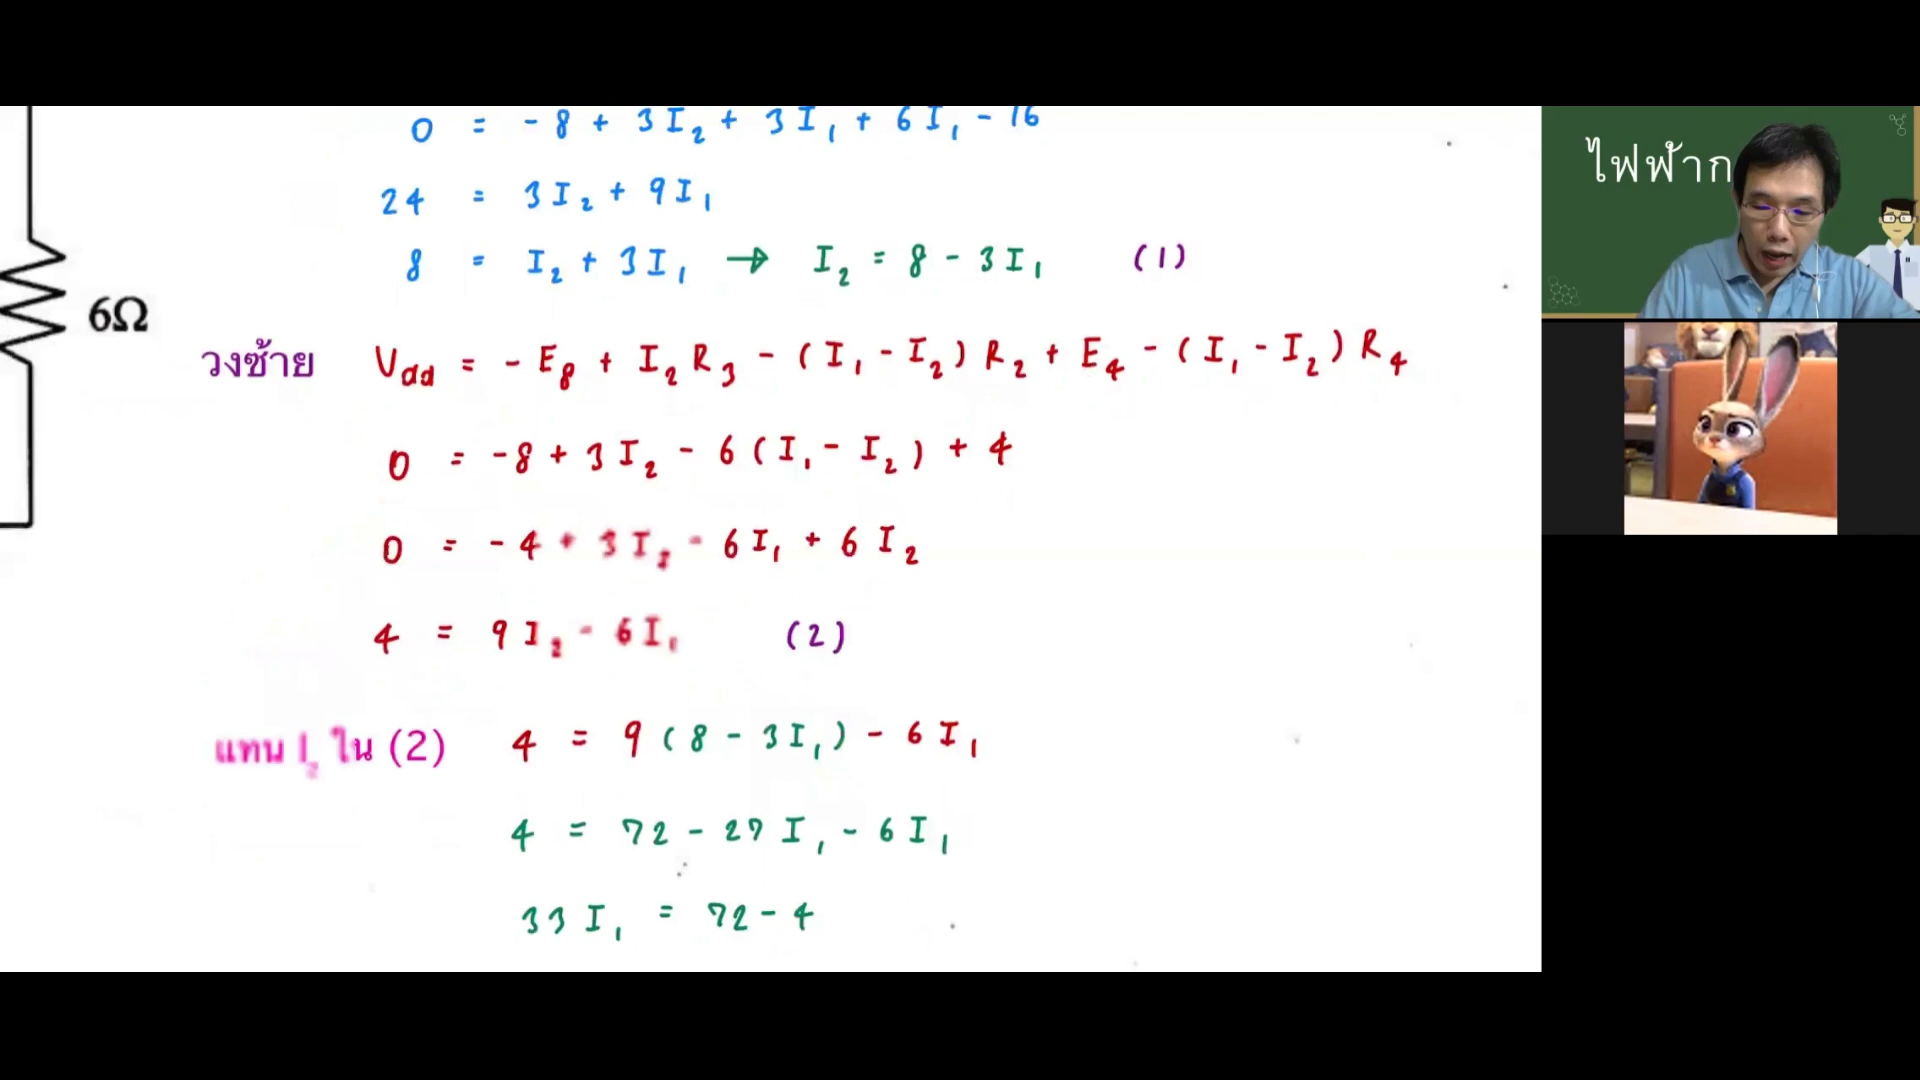 0 = - 8 + 3I₂ + 3I₁ + 6I₁ - 16
ไฟฟ้าก
24 = 3I₂ + 9I₁
8 = I₂ + 3I₁ → I₂ = 8 - 3I₁ (1)
6Ω
วงซ้าย Vₐₐ = - E₈ + I₂R₃ - (I₁ - I₂)R₂ + E₄ - (I₁ - I₂)R₄
0 = -8 + 3I₂ - 6(I₁ - I₂) + 4
0 = - 4 + 3I₂ - 6I₁ + 6I₂
4 = 9I₂ - 6I₁ (2)
แทน I₂ ใน (2) 4 = 9(8 - 3I₁) - 6I₁
4 = 72 - 27I₁ - 6I₁
33I₁ = 72 - 4